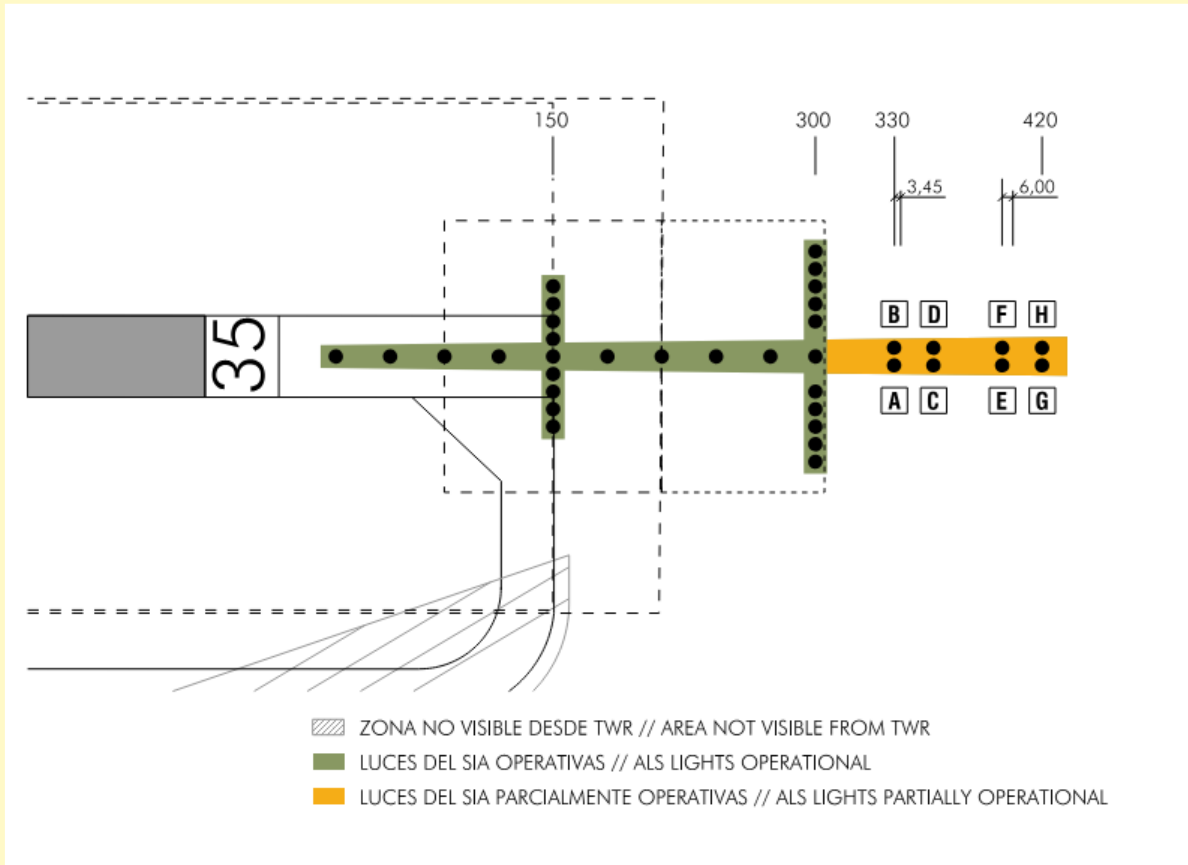 150 300 330 420
3,45 6,00
B D F H
35
A C E G
ZONA NO VISIBLE DESDE TWR // AREA NOT VISIBLE FROM TWR
LUCES DEL SIA OPERATIVAS // ALS LIGHTS OPERATIONAL
LUCES DEL SIA PARCIALMENTE OPERATIVAS // ALS LIGHTS PARTIALLY OPERATIONAL